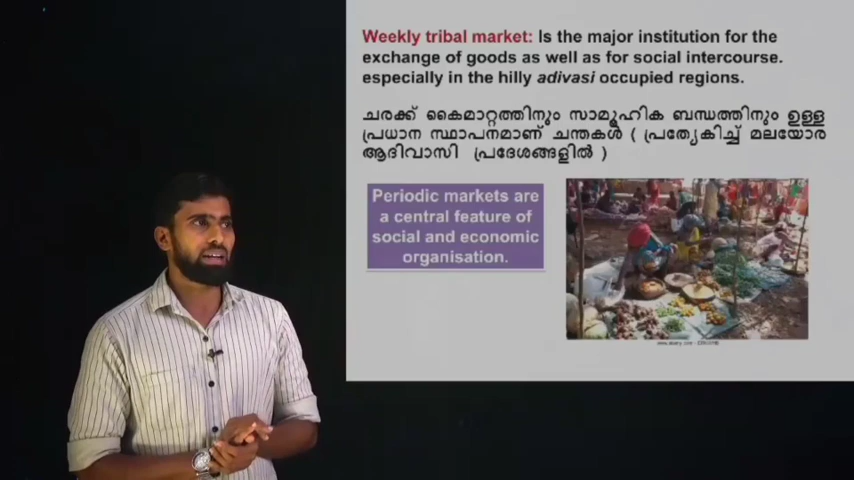 Weekly tribal market: Is the major institution for the
exchange of goods as well as for social intercourse.
especially in the hilly adivasi occupied regions.
ചരക്ക് കൈമാറ്റത്തിനും സാമൂഹിക ബന്ധത്തിനും ഉള്ള
പ്രധാന സ്ഥാപനമാണ് ചന്തകൾ ( പ്രത്യേകിച്ച് മലയോര
ആദിവാസി പ്രദേശങ്ങളിൽ )
Periodic markets are
a central feature of
social and economic
organisation.